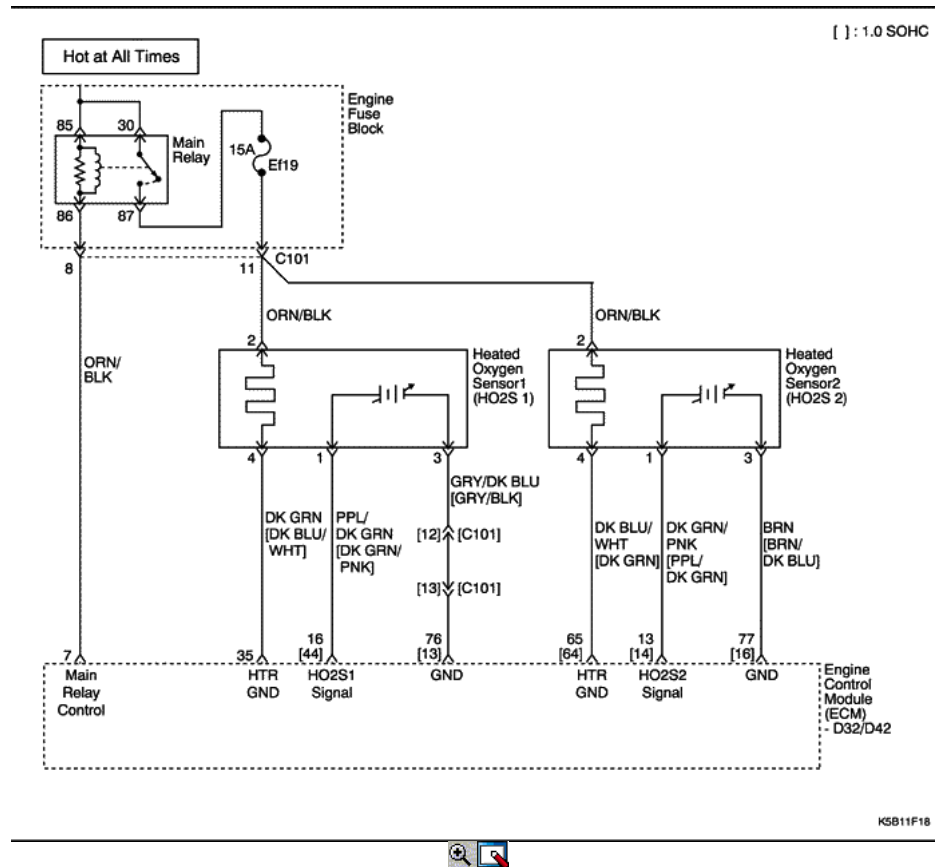 [ ] : 1.0 SOHC
Hot at All Times
Engine
Fuse
Block
85
30
Main
Relay
15A
Ef19
86
87
8
11
C101
ORN/BLK
ORN/BLK
ORN/
BLK
2
Heated
Oxygen
Sensor1
(HO2S 1)
2
Heated
Oxygen
Sensor2
(HO2S 2)
4
1
3
4
1
3
GRY/DK BLU
[GRY/BLK]
DK GRN
[DK BLU/
WHT]
PPL/
DK GRN
[DK GRN/
PNK]
[12]
[C101]
[13]
[C101]
DK BLU/
WHT
[DK GRN]
DK GRN/
PNK
[PPL/
DK GRN]
BRN
[BRN/
DK BLU]
7
35
16
[44]
76
[13]
65
[64]
13
[14]
77
[16]
Main
Relay
Control
HTR
GND
HO2S1
Signal
GND
HTR
GND
HO2S2
Signal
GND
Engine
Control
Module
(ECM)
- D32/D42
K5B11F18